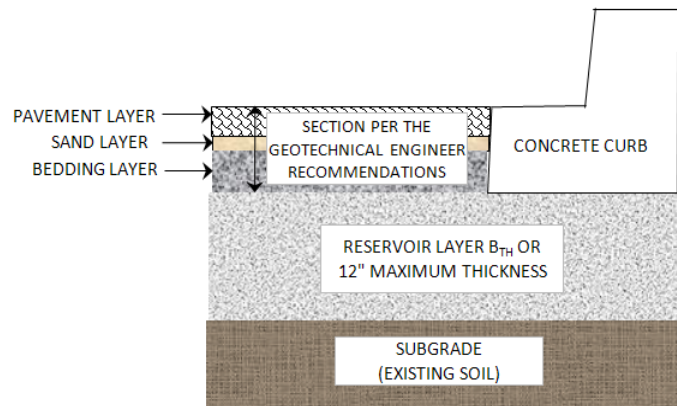 PAVEMENT LAYER
SAND LAYER
BEDDING LAYER
SECTION PER THE
GEOTECHNICAL ENGINEER
RECOMMENDATIONS
CONCRETE CURB
RESERVOIR LAYER BTH OR
12" MAXIMUM THICKNESS
SUBGRADE
(EXISTING SOIL)